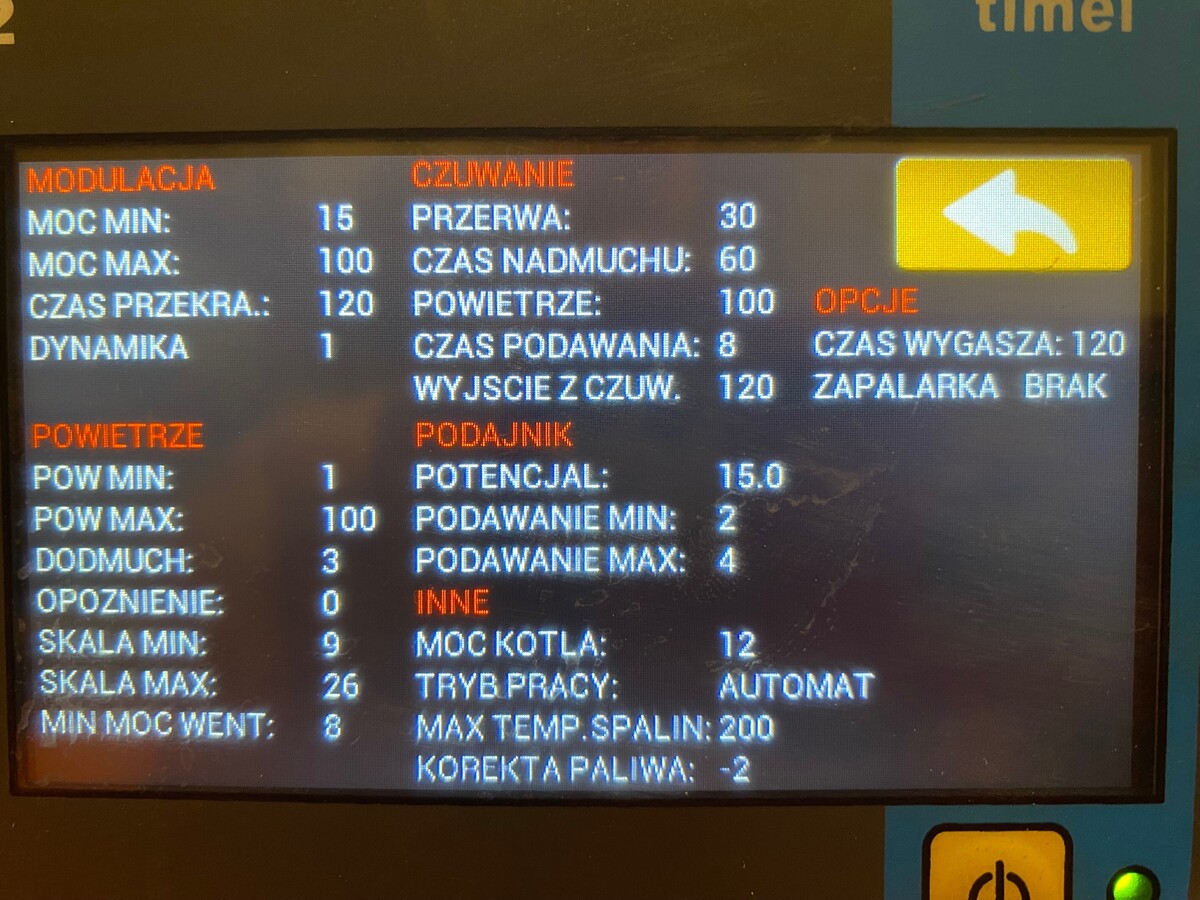 2
timel
MODULACJA
MOC MIN: 15
MOC MAX: 100
CZAS PRZEKRA.: 120
DYNAMIKA 1
POWIETRZE
POW MIN: 1
POW MAX: 100
DODMUCH: 3
OPOZNIENIE: 0
SKALA MIN: 9
SKALA MAX: 26
MIN MOC WENT: 8
CZUWANIE
PRZERWA: 30
CZAS NADMUCHU: 60
POWIETRZE: 100
CZAS PODAWANIA: 8
WYJSCIE Z CZUW. 120
PODAJNIK
POTENCJAL: 15.0
PODAWANIE MIN: 2
PODAWANIE MAX: 4
INNE
MOC KOTLA: 12
TRYB PRACY: AUTOMAT
MAX TEMP.SPALIN: 200
KOREKTA PALIWA: -2
OPCJE
CZAS WYGASZA: 120
ZAPALARKA BRAK